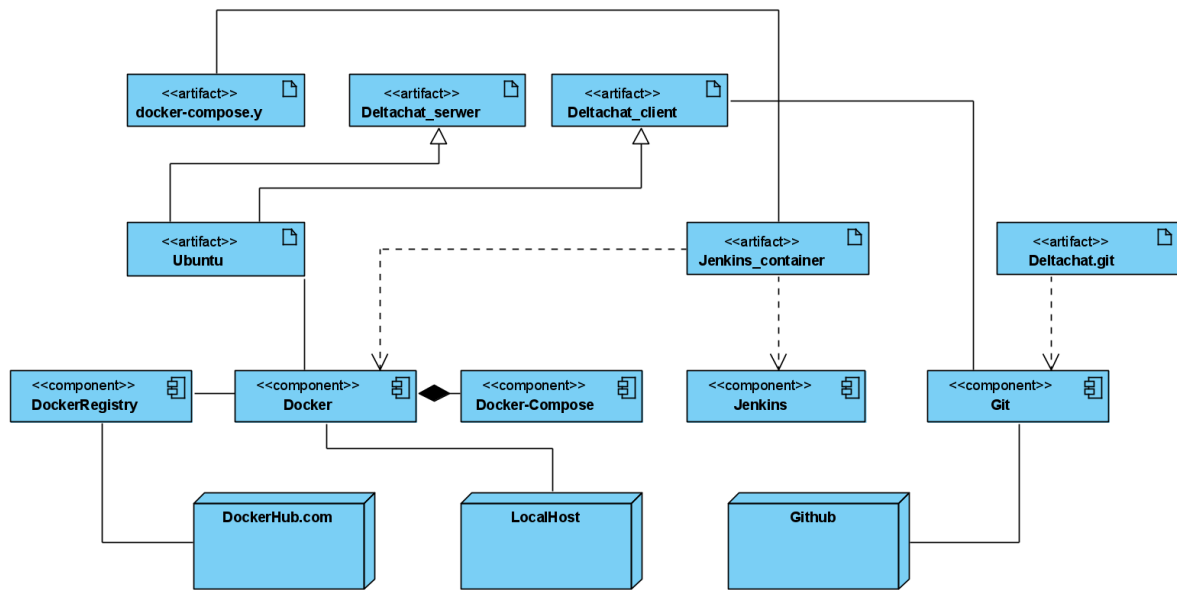 <<artifact>>
docker-compose.y
<<artifact>>
Deltachat_serwer
<<artifact>>
Deltachat_client
<<artifact>>
Ubuntu
<<artifact>>
Jenkins_container
<<artifact>>
Deltachat.git
<<component>>
DockerRegistry
<<component>>
Docker
<<component>>
Docker-Compose
<<component>>
Jenkins
<<component>>
Git
DockerHub.com
LocalHost
Github